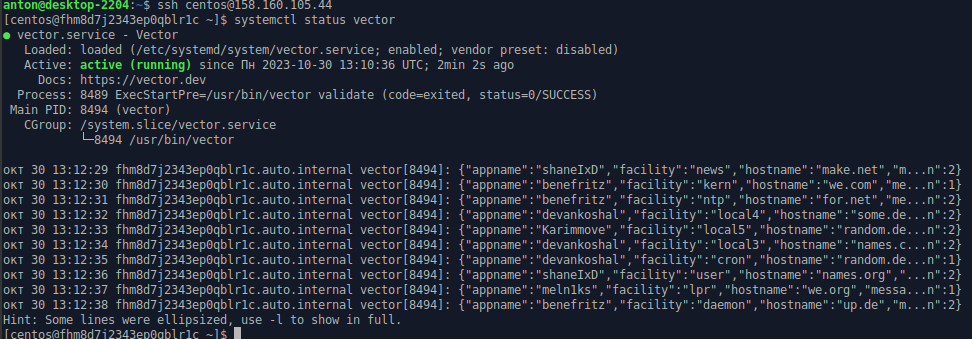 anton@desktop-2204:~$ ssh centos@158.160.105.44
[centos@fhm8d7j2343ep0qblr1c ~]$ systemctl status vector
● vector.service - Vector
Loaded: loaded (/etc/systemd/system/vector.service; enabled; vendor preset: disabled)
Active: active (running) since Пн 2023-10-30 13:10:36 UTC; 2min 2s ago
Docs: https://vector.dev
Process: 8489 ExecStartPre=/usr/bin/vector validate (code=exited, status=0/SUCCESS)
Main PID: 8494 (vector)
CGroup: /system.slice/vector.service
└─8494 /usr/bin/vector
окт 30 13:12:29 fhm8d7j2343ep0qblr1c.auto.internal vector[8494]: {"appname":"shaneIxD","facility":"news","hostname":"make.net","m...n":2}
окт 30 13:12:30 fhm8d7j2343ep0qblr1c.auto.internal vector[8494]: {"appname":"benefritz","facility":"kern","hostname":"we.com","me...n":1}
окт 30 13:12:31 fhm8d7j2343ep0qblr1c.auto.internal vector[8494]: {"appname":"benefritz","facility":"ntp","hostname":"for.net","me...n":2}
окт 30 13:12:32 fhm8d7j2343ep0qblr1c.auto.internal vector[8494]: {"appname":"devankoshal","facility":"local4","hostname":"some.de...n":2}
окт 30 13:12:33 fhm8d7j2343ep0qblr1c.auto.internal vector[8494]: {"appname":"Karimmove","facility":"local5","hostname":"random.de...n":2}
окт 30 13:12:34 fhm8d7j2343ep0qblr1c.auto.internal vector[8494]: {"appname":"devankoshal","facility":"local3","hostname":"names.c...n":2}
окт 30 13:12:35 fhm8d7j2343ep0qblr1c.auto.internal vector[8494]: {"appname":"devankoshal","facility":"cron","hostname":"random.de...n":1}
окт 30 13:12:36 fhm8d7j2343ep0qblr1c.auto.internal vector[8494]: {"appname":"shaneIxD","facility":"user","hostname":"names.org","...n":2}
окт 30 13:12:37 fhm8d7j2343ep0qblr1c.auto.internal vector[8494]: {"appname":"meln1ks","facility":"lpr","hostname":"we.org","messa...n":1}
окт 30 13:12:38 fhm8d7j2343ep0qblr1c.auto.internal vector[8494]: {"appname":"benefritz","facility":"daemon","hostname":"up.de","m...n":2}
Hint: Some lines were ellipsized, use -l to show in full.
[centos@fhm8d7j2343ep0qblr1c ~]$